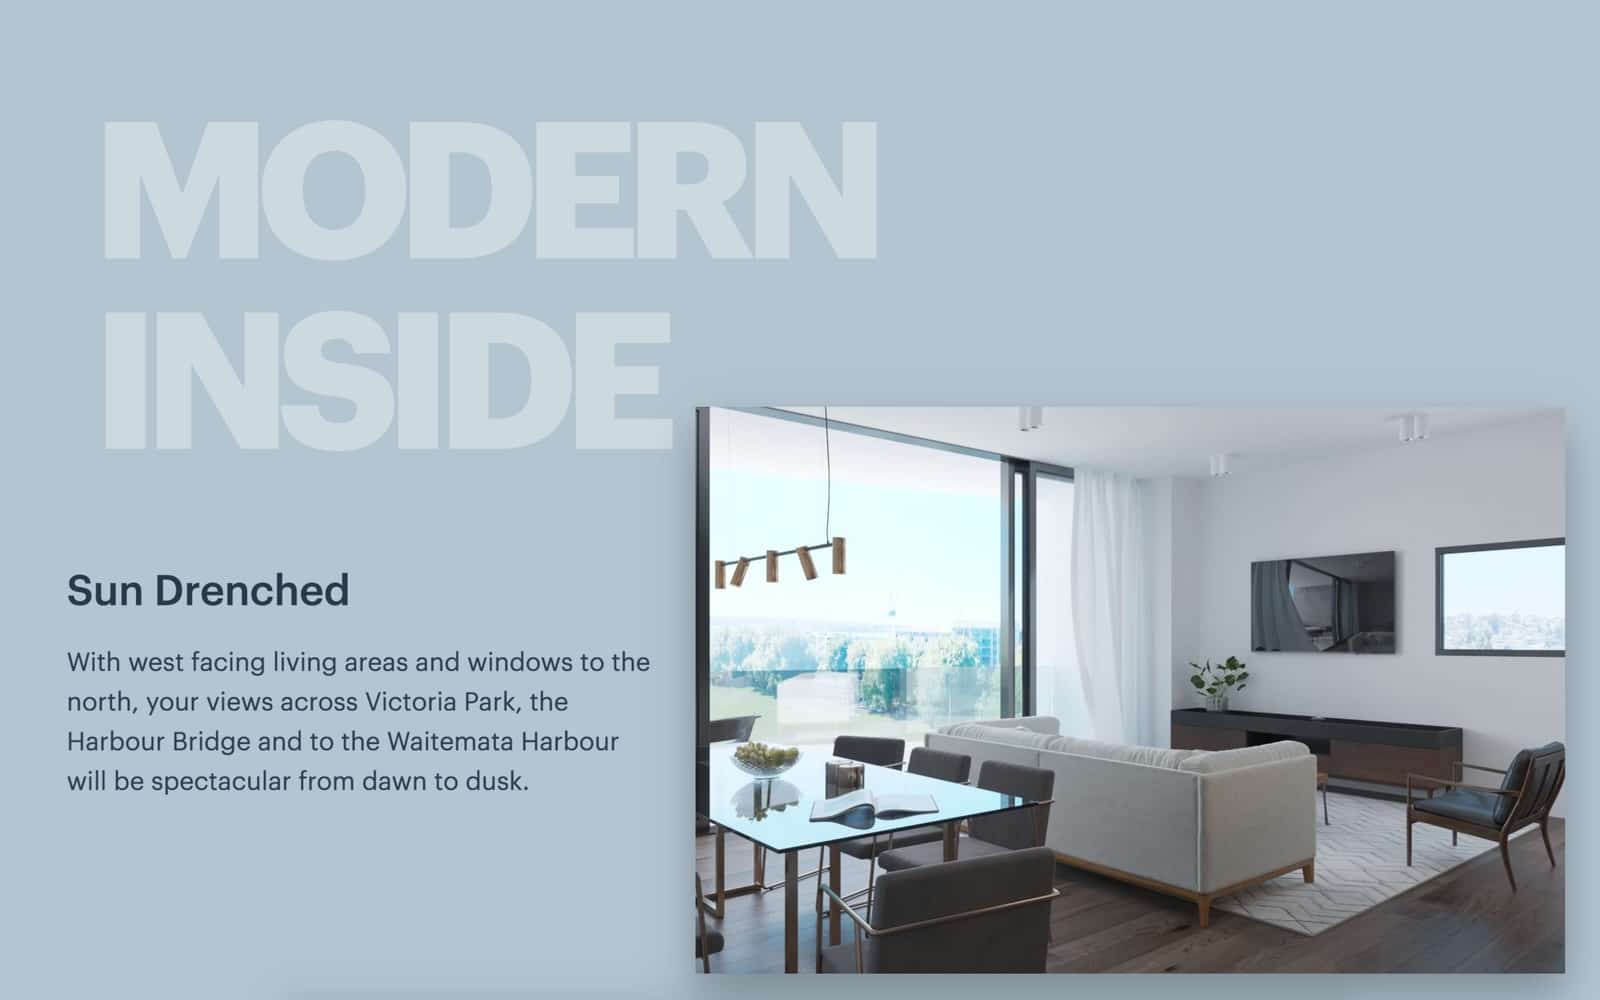 MODERN
INSIDE
Sun Drenched
With west facing living areas and windows to the
north, your views across Victoria Park, the
Harbour Bridge and to the Waitemata Harbour
will be spectacular from dawn to dusk.